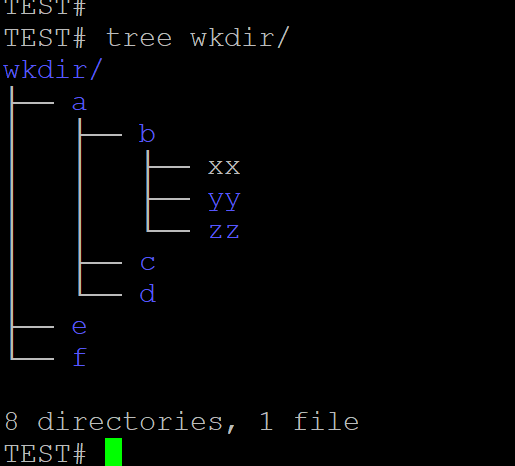 TEST#
TEST# tree wkdir/
wkdir/
├── a
│   ├── b
│   │   ├── xx
│   │   ├── yy
│   │   └── zz
│   ├── c
│   └── d
├── e
└── f
8 directories, 1 file
TEST#